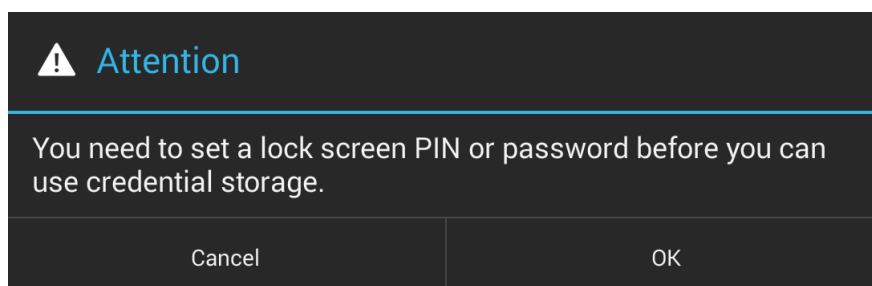 Attention
You need to set a lock screen PIN or password before you can
use credential storage.
Cancel
OK